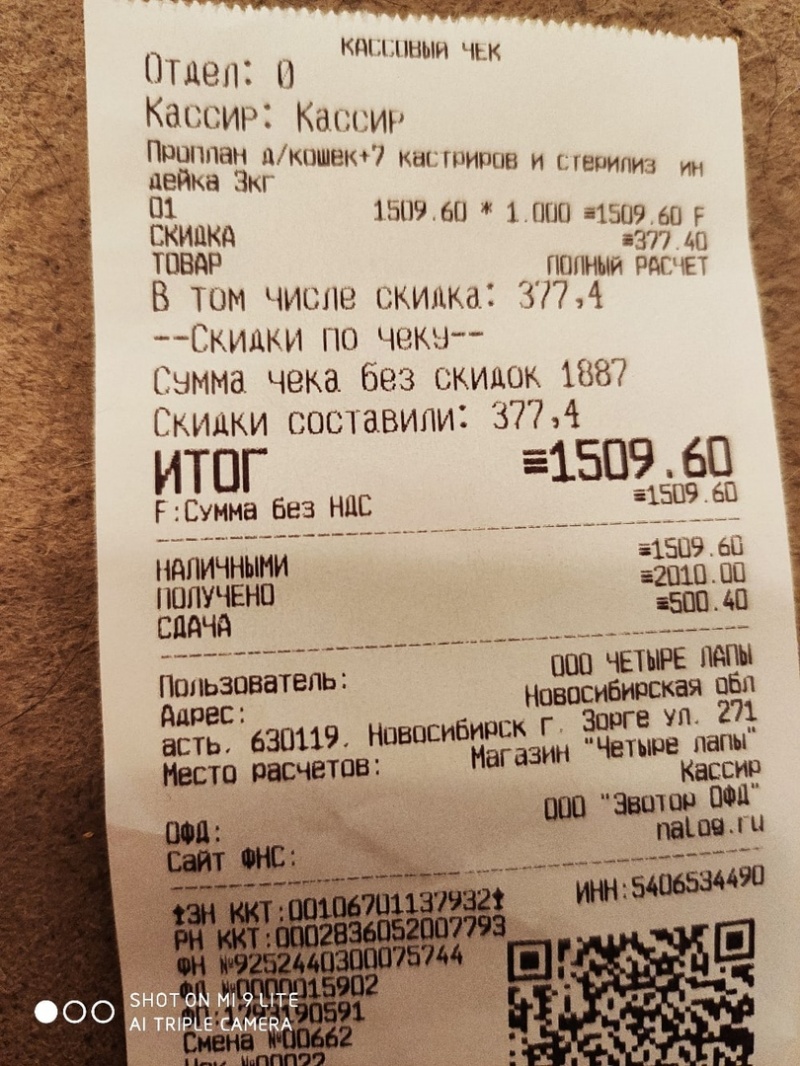 КАССОВЫЙ ЧЕК
Отдел: 0
Кассир: Кассир
Проплан д/кошек+7 кастриров и стерилиз ин
дейка 3кг
01 1509.60 * 1.000 ≡1509.60 F
СКИДКА ≡377.40
ТОВАР ПОЛНЫЙ РАСЧЕТ
В том числе скидка: 377,4
--Скидки по чеку--
Сумма чека без скидок 1887
Скидки составили: 377,4
ИТОГ ≡1509.60
F:Сумма без НДС ≡1509.60
НАЛИЧНЫМИ ≡1509.60
ПОЛУЧЕНО ≡2010.00
СДАЧА ≡500.40
Пользователь: ООО ЧЕТЫРЕ ЛАПЫ
Адрес: Новосибирская обл
асть, 630119, Новосибирск г, Зорге ул. 271
Место расчетов: Магазин "Четыре лапы"
Кассир
ОФД: ООО "Эвотор ОФД"
Сайт ФНС: nalog.ru
ЗН ККТ:00106701137932 ИНН:5406534490
РН ККТ:0002836052007793
ФН №9252440300075744
ФД №0000015902
Смена №00662
Чек №00022
SHOT ON MI 9 LITE
AI TRIPLE CAMERA